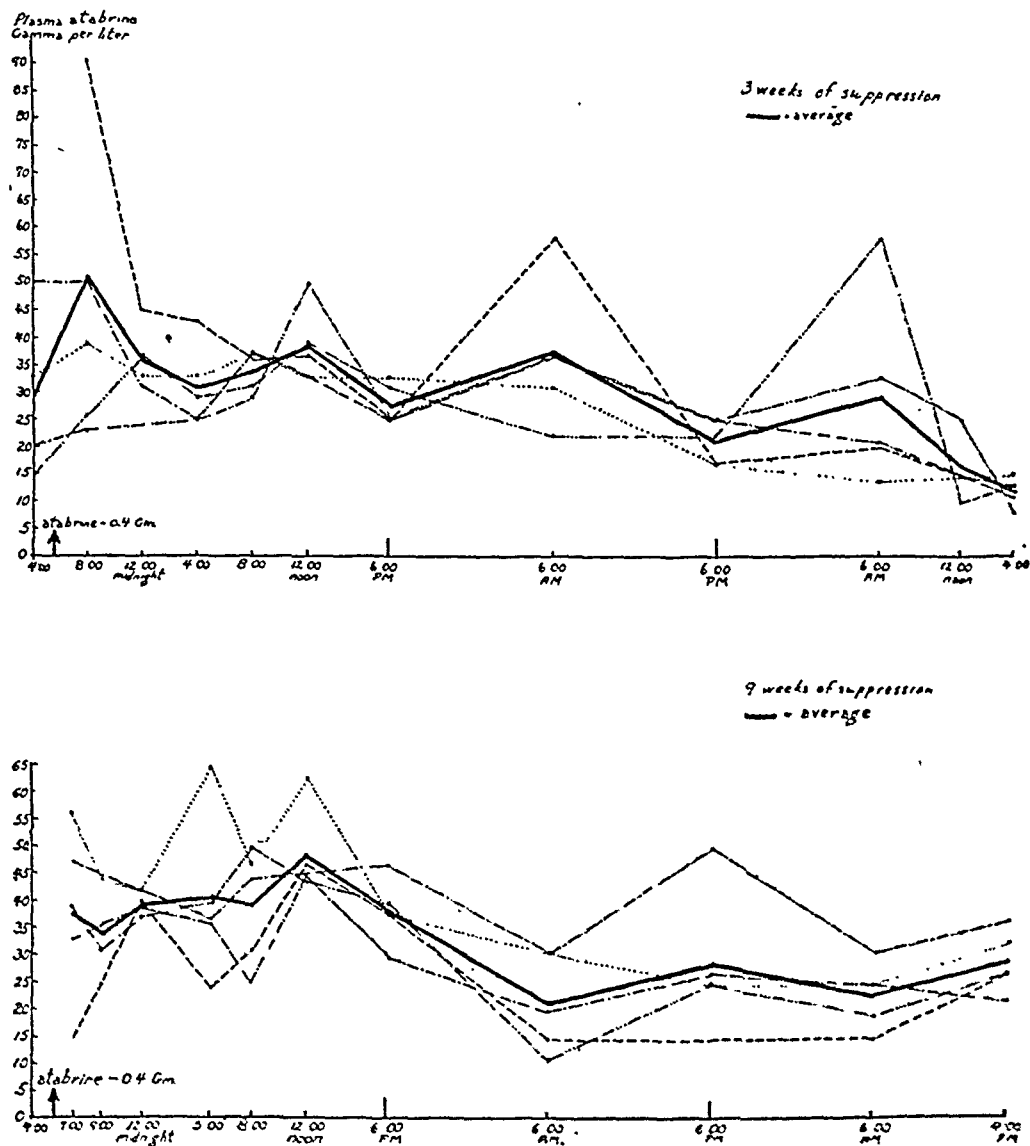 Plasma atabrine
Gamma per liter
90
85
80
75
70
65
60
55
50
45
40
35
30
25
20
15
10
5
0
3 weeks of suppression
= average
atabrine - 0.4 Gm.
4:00 8:00 12:00 4:00 8:00 12:00 6:00 6:00 6:00 6:00 12:00 4:00
midnight noon PM AM PM AM noon
9 weeks of suppression
= average
65
60
55
50
45
40
35
30
25
20
15
10
5
0
atabrine - 0.4 Gm
4:00 7:00 9:00 12:00 5:00 8:00 12:00 6:00 6:00 6:00 6:00
midnight noon P.M. A.M. PM